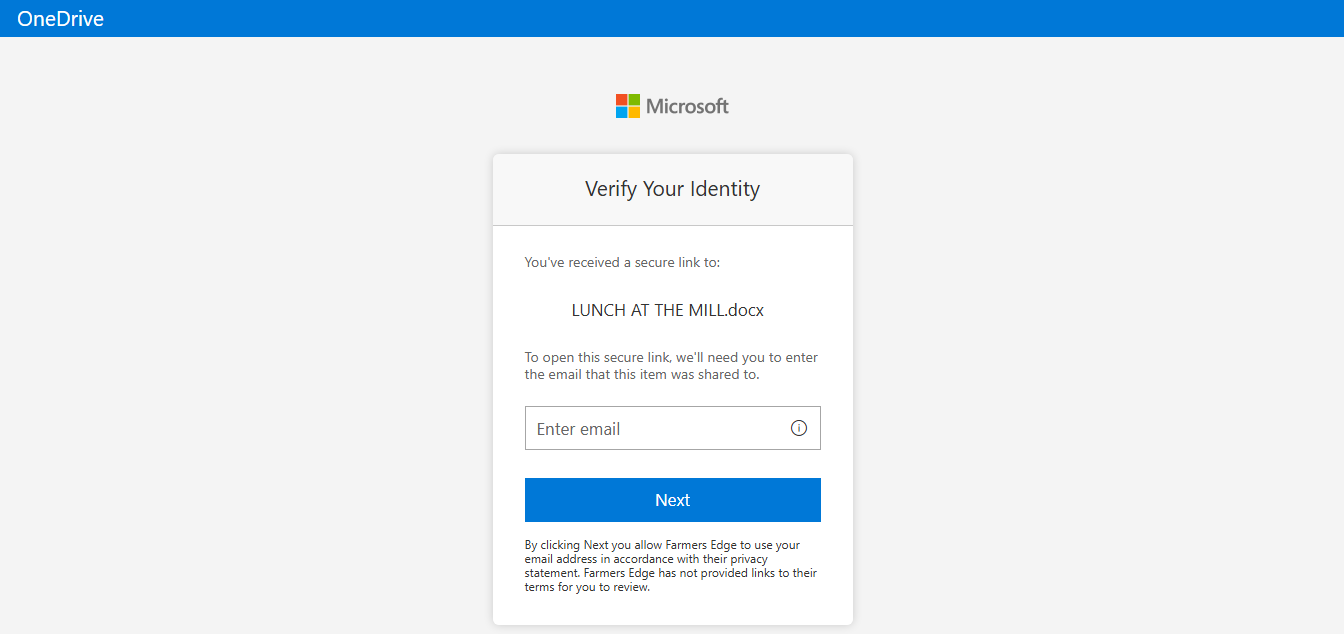 OneDrive
Microsoft
Verify Your Identity
You've received a secure link to:
LUNCH AT THE MILL.docx
To open this secure link, we'll need you to enter
the email that this item was shared to.
Enter email
Next
By clicking Next you allow Farmers Edge to use your
email address in accordance with their privacy
statement. Farmers Edge has not provided links to their
terms for you to review.